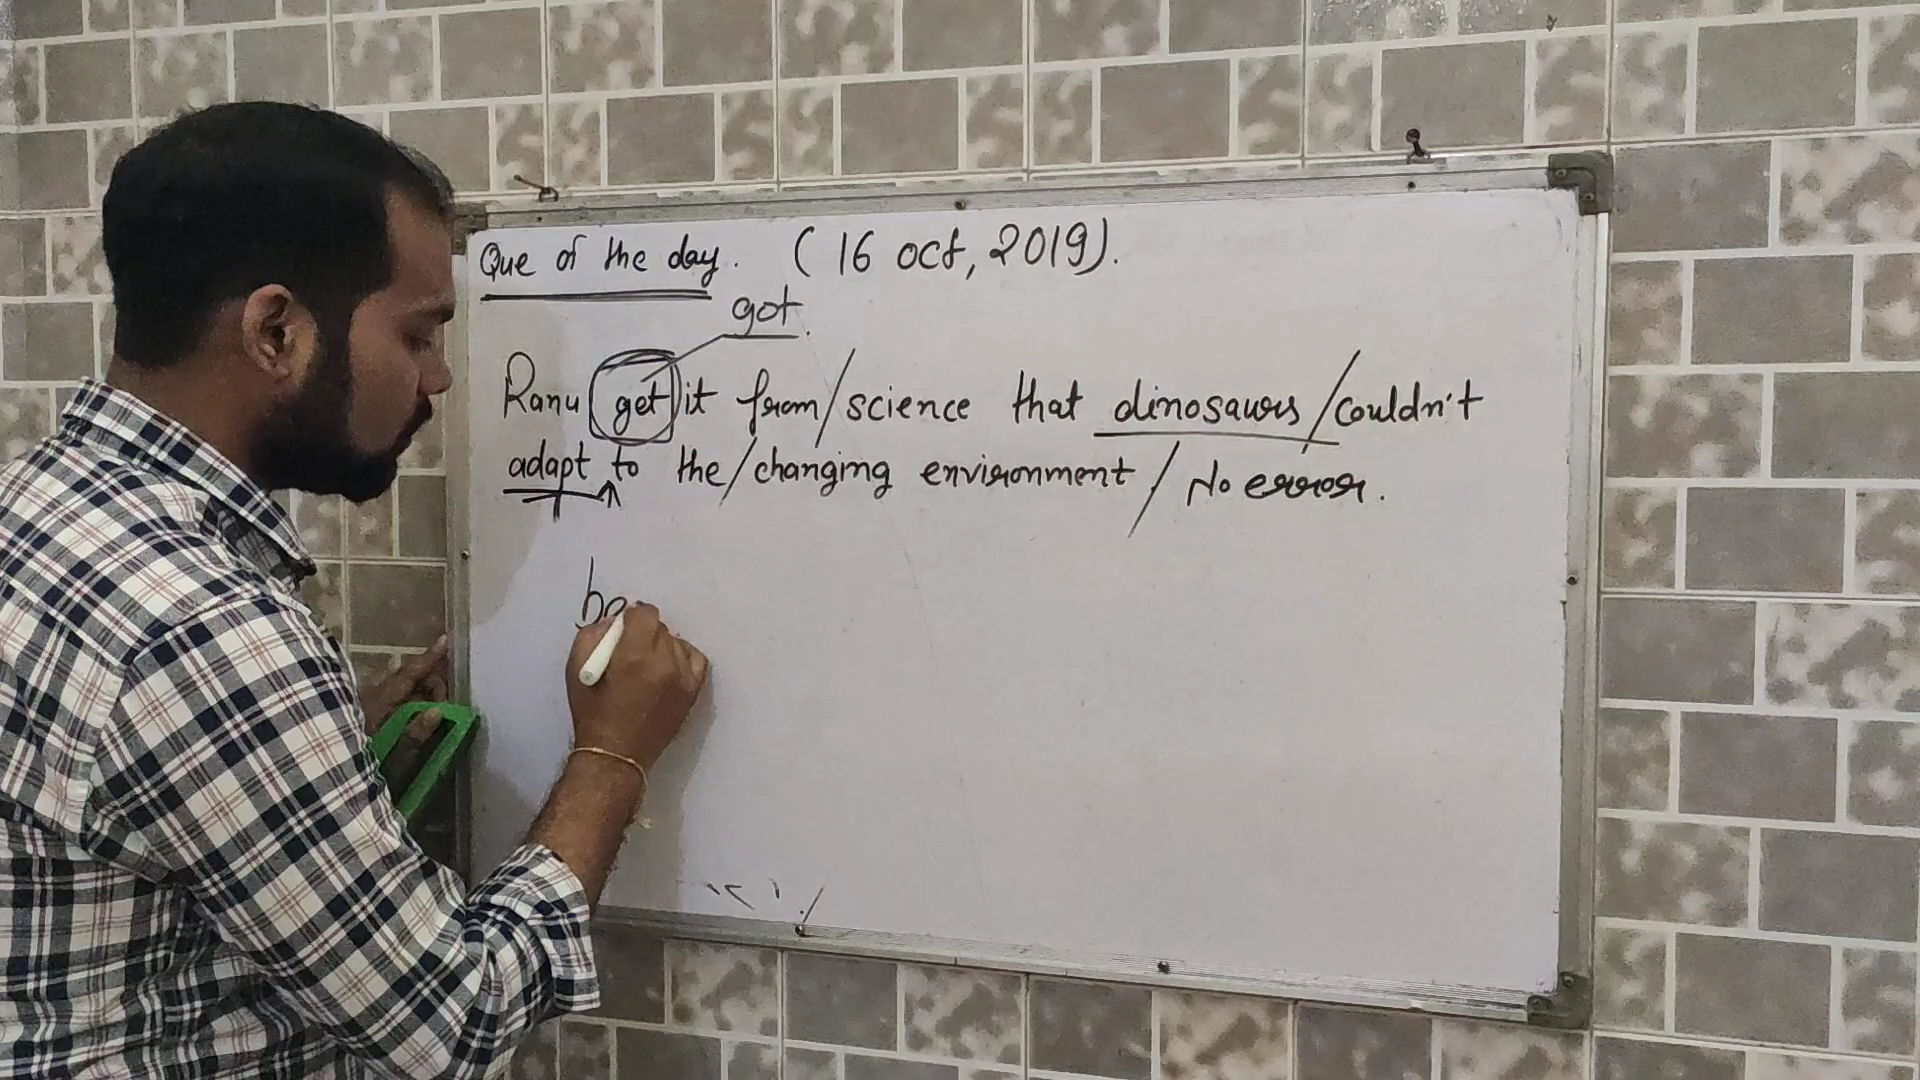 Que of the day. (16 oct, 2019).
got.
Ranu get it from/science that dinosaurs/couldn't
adapt to the/changing environment/No error.
be